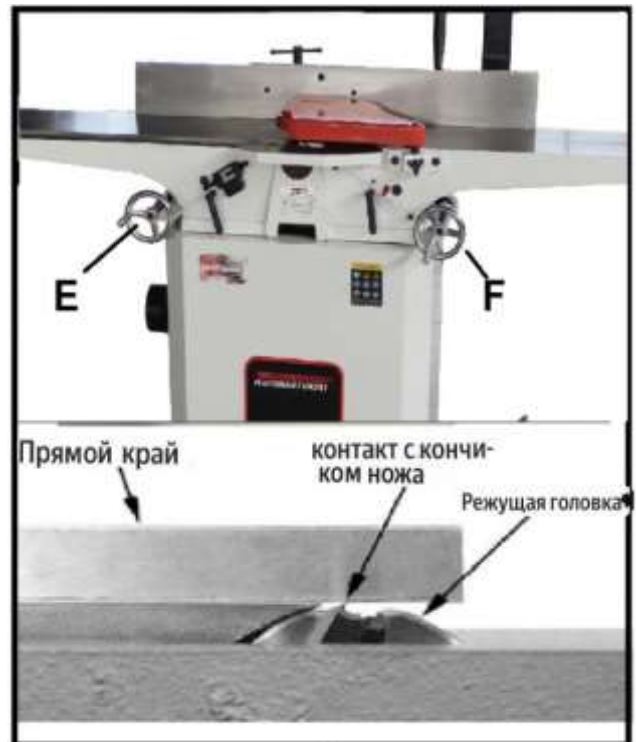 E
F
Прямой край
контакт с кончи-
ком ножа
Режущая головка